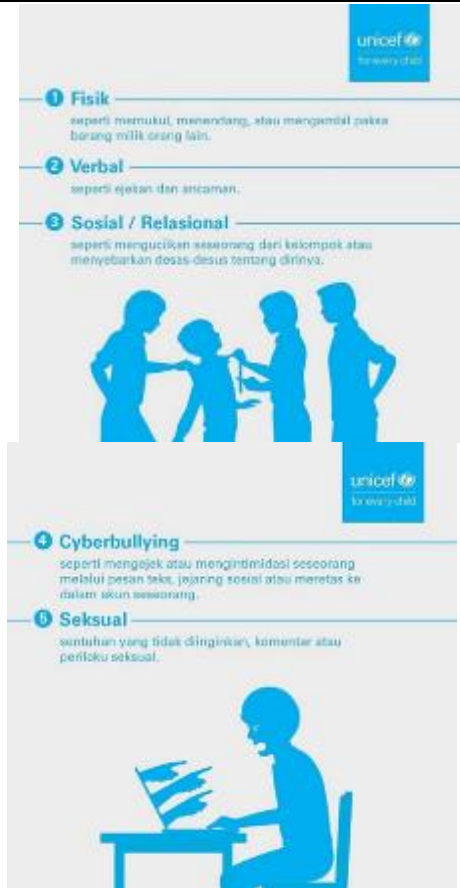 unicef
for every child
1 Fisik
seperti memukul, menendang, atau mengambil paksa
barang milik orang lain.
2 Verbal
seperti ejekan dan ancaman.
3 Sosial / Relasional
seperti mengucilkan seseorang dari kelompok atau
menyebarkan desas-desus tentang dirinya.
unicef
for every child
4 Cyberbullying
seperti mengejek atau mengintimidasi seseorang
melalui pesan teks, jejaring sosial atau meretas ke
dalam akun seseorang.
5 Seksual
sentuhan yang tidak diinginkan, komentar atau
perilaku seksual.